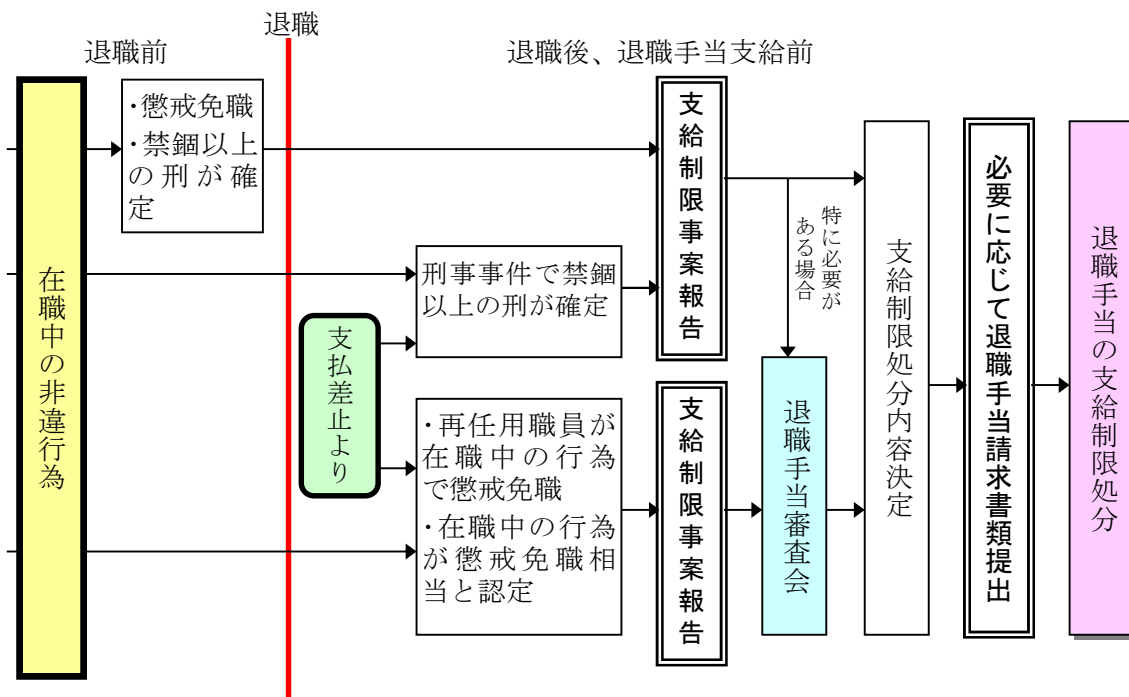 退職
退職前
退職後、退職手当支給前
在職中の非違行為
・懲戒免職
・禁錮以上
の刑が確
定
刑事事件で禁錮
以上の刑が確定
支払差止より
・再任用職員が
在職中の行為
で懲戒免職
・在職中の行為
が懲戒免職相
当と認定
支給制限事案報告
支給制限事案報告
特に必要が
ある場合
退職手当審査会
支給制限処分内容決定
必要に応じて退職手当請求書類提出
退職手当の支給制限処分